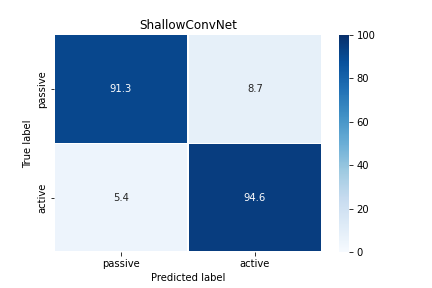 ShallowConvNet
True label
passive
91.3
8.7
active
5.4
94.6
passive
active
Predicted label
100
80
60
40
20
0